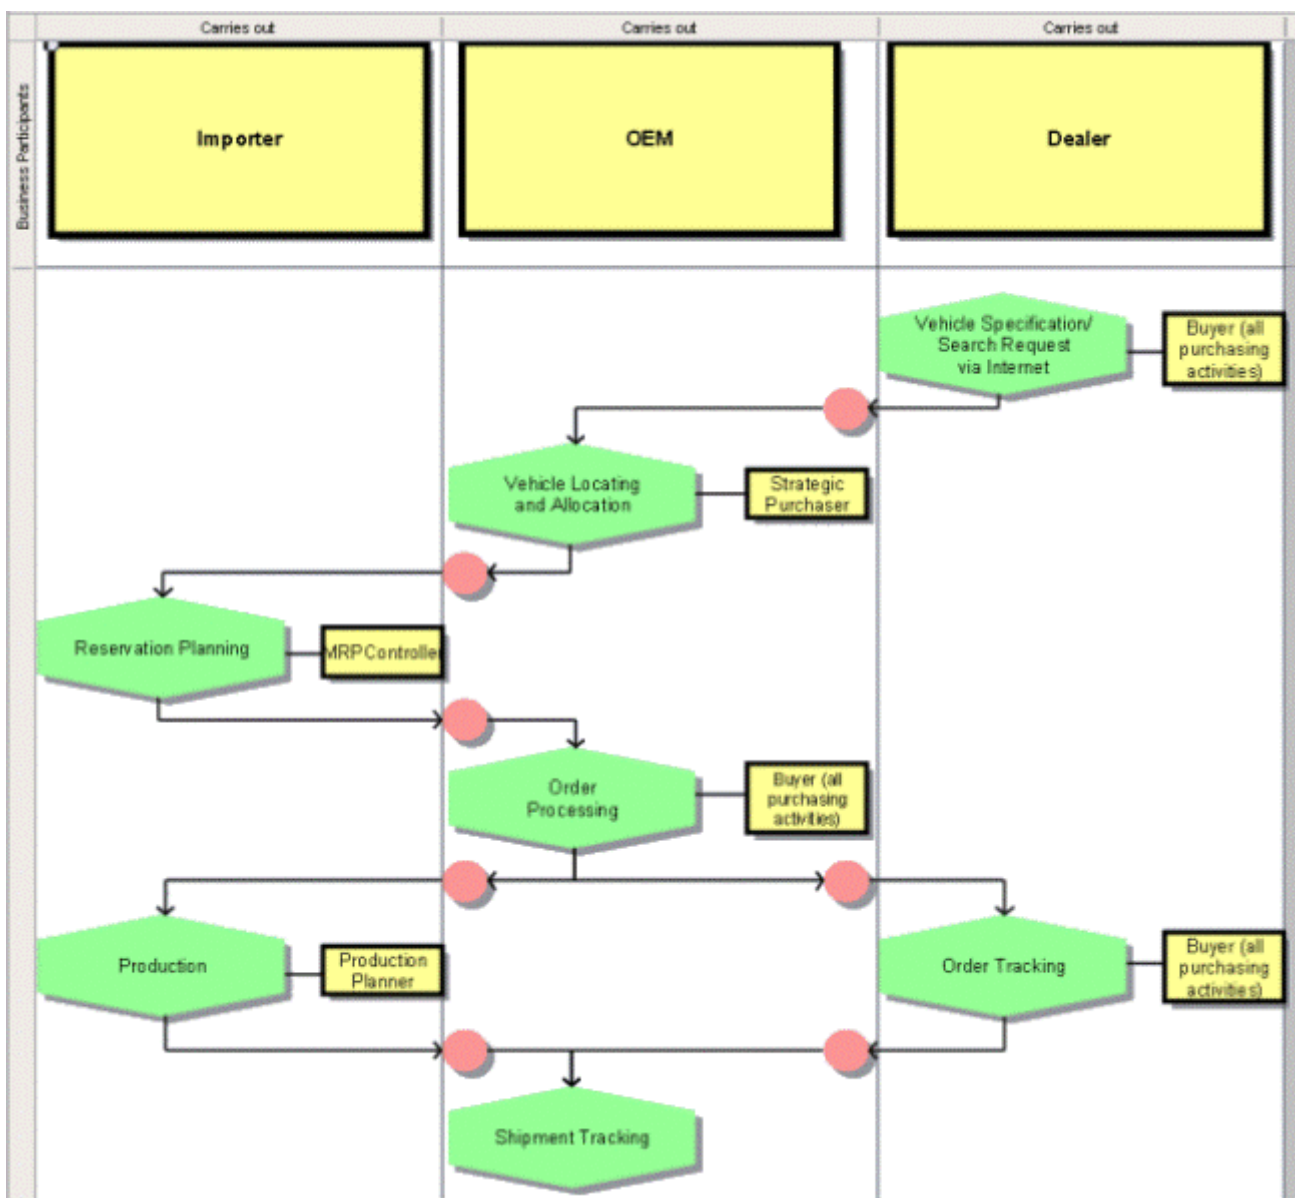 Carries out
Carries out
Carries out
Business Participants
Importer
OEM
Dealer
Vehicle Specification/
Search Request
via Internet
Buyer (all
purchasing
activities)
Vehicle Locating
and Allocation
Strategic
Purchaser
Reservation Planning
MRP Controller
Order
Processing
Buyer (all
purchasing
activities)
Production
Production
Planner
Order Tracking
Buyer (all
purchasing
activities)
Shipment Tracking